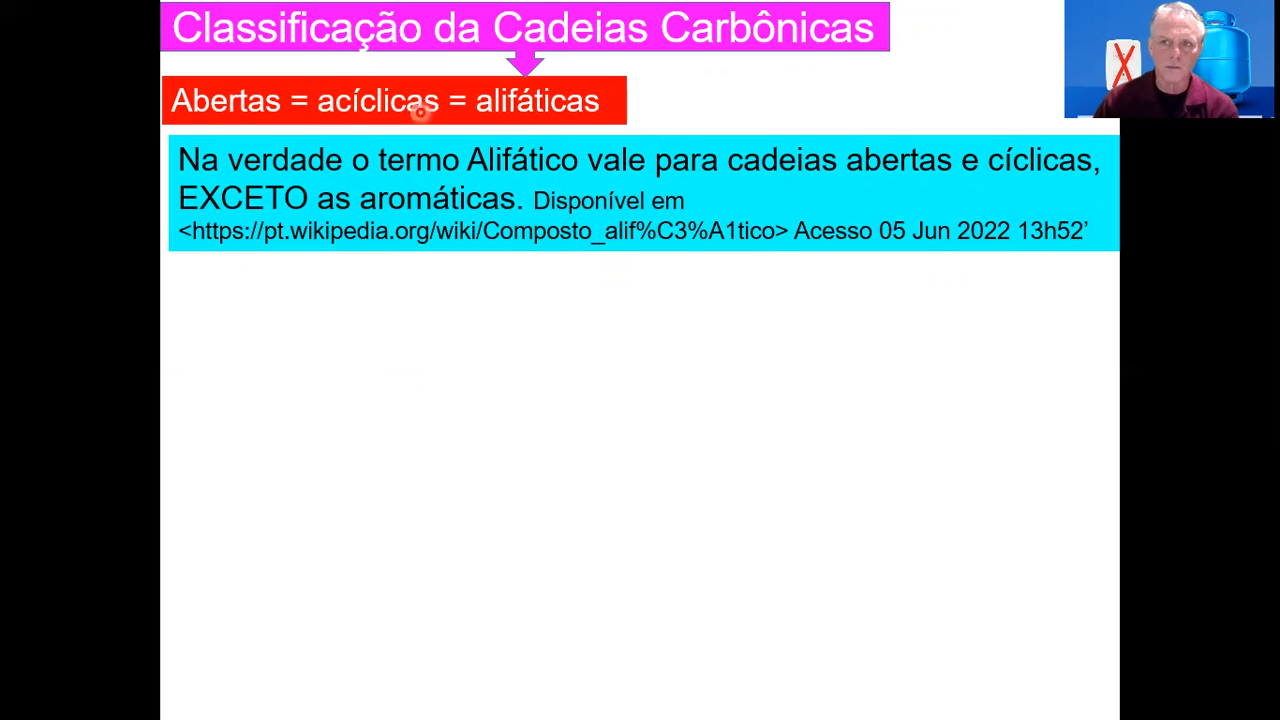 Classificação da Cadeias Carbônicas
Abertas = acíclicas = alifáticas
Na verdade o termo Alifático vale para cadeias abertas e cíclicas,
EXCETO as aromáticas. Disponível em
<https://pt.wikipedia.org/wiki/Composto_alif%C3%A1tico> Acesso 05 Jun 2022 13h52’